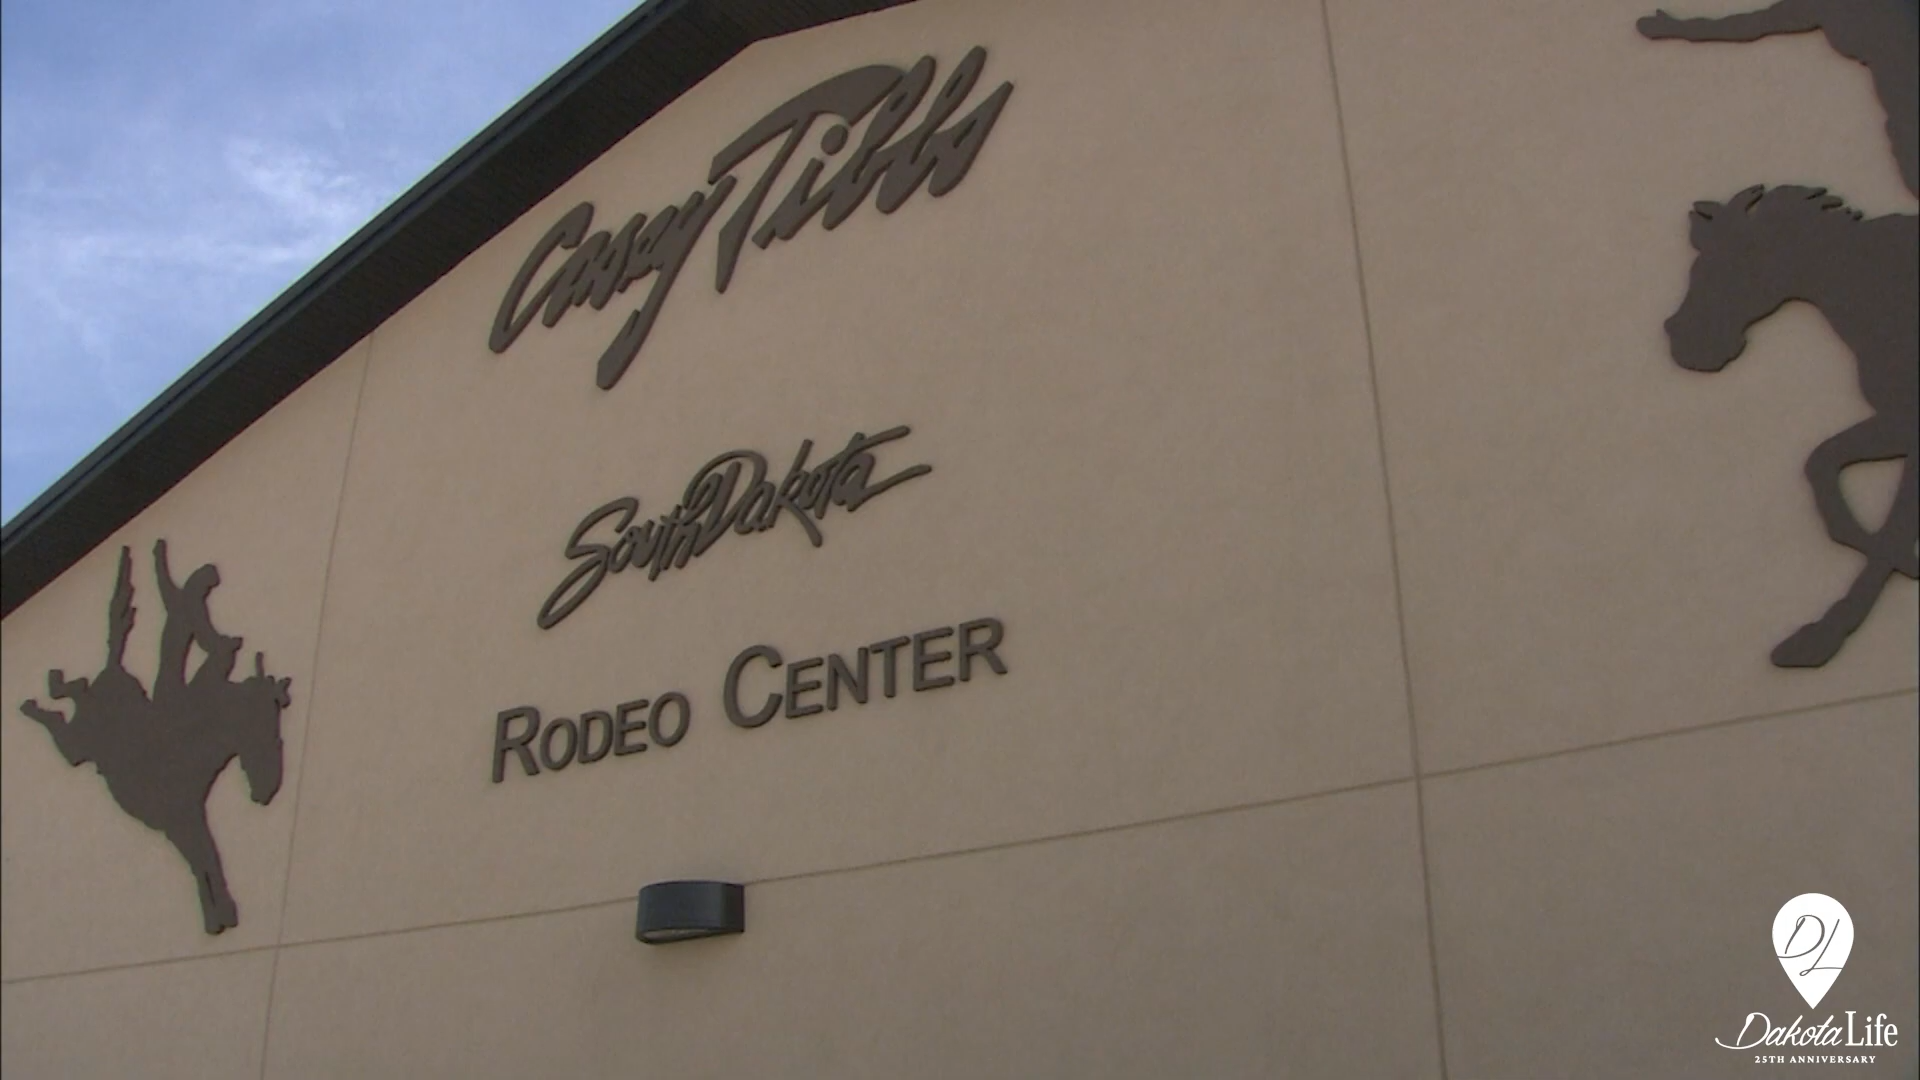 Casey Tibbs
South Dakota
RODEO CENTER
DL
Dakota Life
25TH ANNIVERSARY